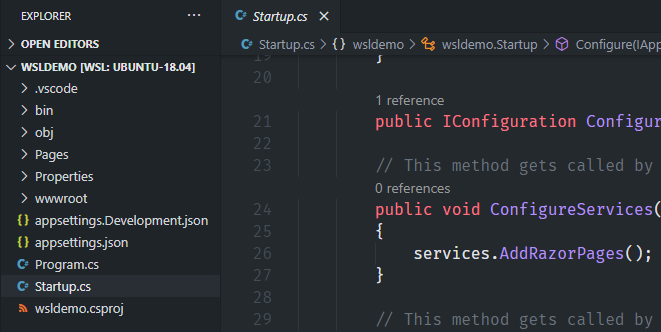 EXPLORER
OPEN EDITORS
WSLDEMO [WSL: UBUNTU-18.04]
.vscode
bin
obj
Pages
Properties
wwwroot
{} appsettings.Development.json
{} appsettings.json
C# Program.cs
C# Startup.cs
wsldemo.csproj
C# Startup.cs ×
C# Startup.cs > {} wsldemo > wsldemo.Startup > Configure(IApp
19 }
20
1 reference
21 public IConfiguration Configur
22
23 // This method gets called by
0 references
24 public void ConfigureServices(
25 {
26 services.AddRazorPages();
27 }
28
29 // This method gets called by